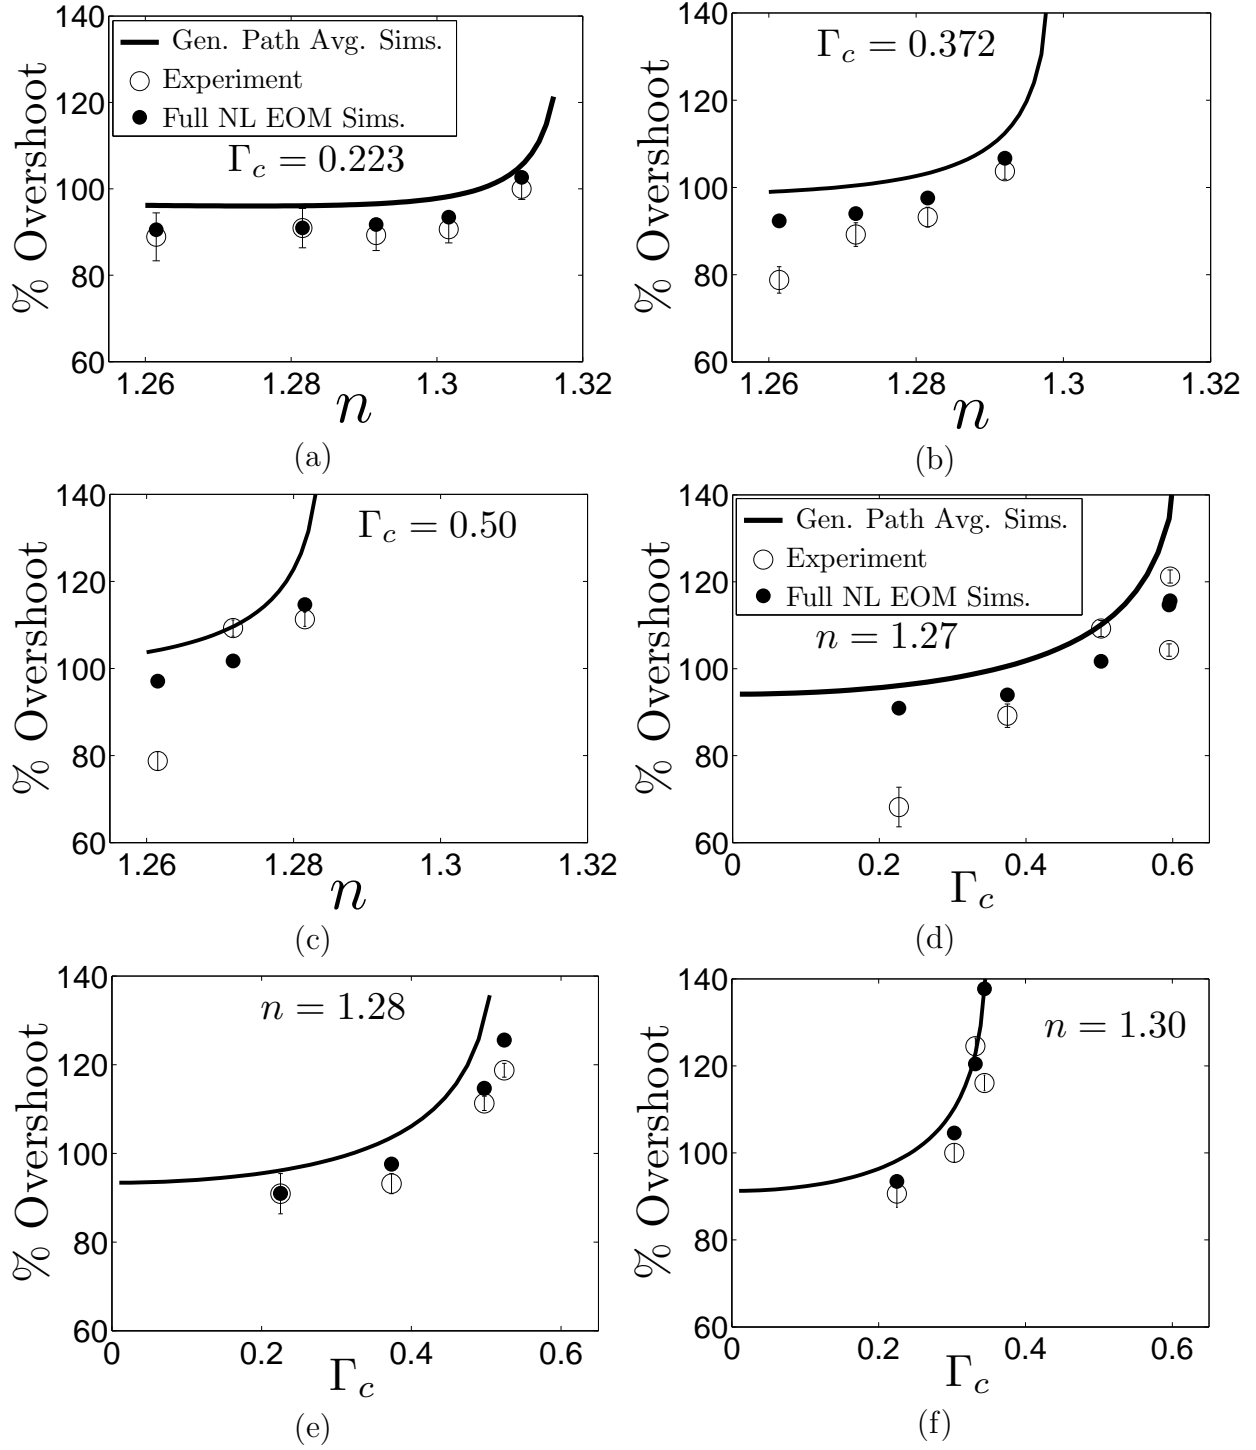 140
120
100
80
60
% Overshoot
Gen. Path Avg. Sims.
Experiment
Full NL EOM Sims.
Γc = 0.223
1.26 1.28 1.3 1.32
n
(a)
140
120
100
80
60
% Overshoot
Γc = 0.372
1.26 1.28 1.3 1.32
n
(b)
140
120
100
80
60
% Overshoot
Γc = 0.50
1.26 1.28 1.3 1.32
n
(c)
140
120
100
80
60
% Overshoot
Gen. Path Avg. Sims.
Experiment
Full NL EOM Sims.
n = 1.27
0 0.2 0.4 0.6
Γc
(d)
140
120
100
80
60
% Overshoot
n = 1.28
0 0.2 0.4 0.6
Γc
(e)
140
120
100
80
60
% Overshoot
n = 1.30
0 0.2 0.4 0.6
Γc
(f)